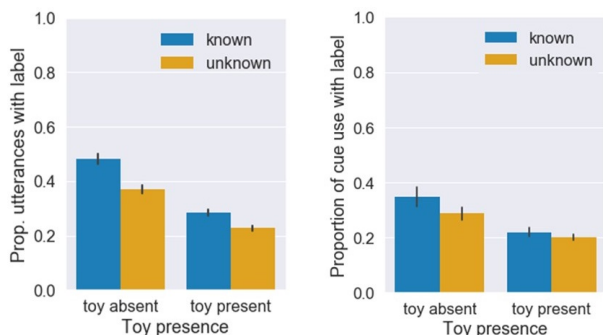 Prop. utterances with label
1.0
0.8
0.6
0.4
0.2
0.0
known
unknown
toy absent toy present
Toy presence
Proportion of cue use with label
1.0
0.8
0.6
0.4
0.2
0.0
known
unknown
toy absent toy present
Toy presence